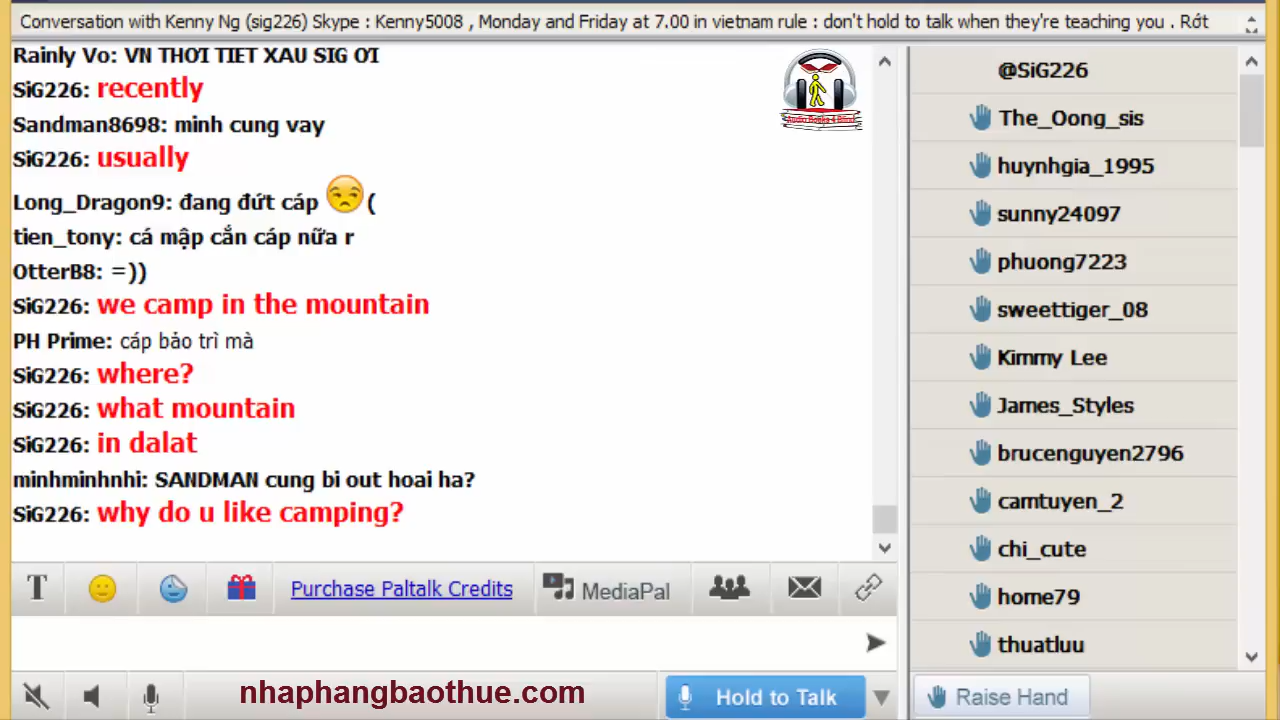 Conversation with Kenny Ng (sig226) Skype : Kenny5008 , Monday and Friday at 7.00 in vietnam rule : don't hold to talk when they're teaching you . Rớt
Rainly Vo: VN THƠI TIET XAU SIG ƠI
SiG226: recently
Sandman8698: minh cung vay
SiG226: usually
Long_Dragon9: đang đứt cáp (
tien_tony: cá mập cắn cáp nữa r
OtterB8: =))
SiG226: we camp in the mountain
PH Prime: cáp bảo trì mà
SiG226: where?
SiG226: what mountain
SiG226: in dalat
minhminhnhi: SANDMAN cung bi out hoai ha?
SiG226: why do u like camping?
T
Purchase Paltalk Credits
MediaPal
nhaphangbaothue.com
Hold to Talk
@SiG226
The_Oong_sis
huynhgia_1995
sunny24097
phuong7223
sweettiger_08
Kimmy Lee
James_Styles
brucenguyen2796
camtuyen_2
chi_cute
home79
thuatluu
Raise Hand